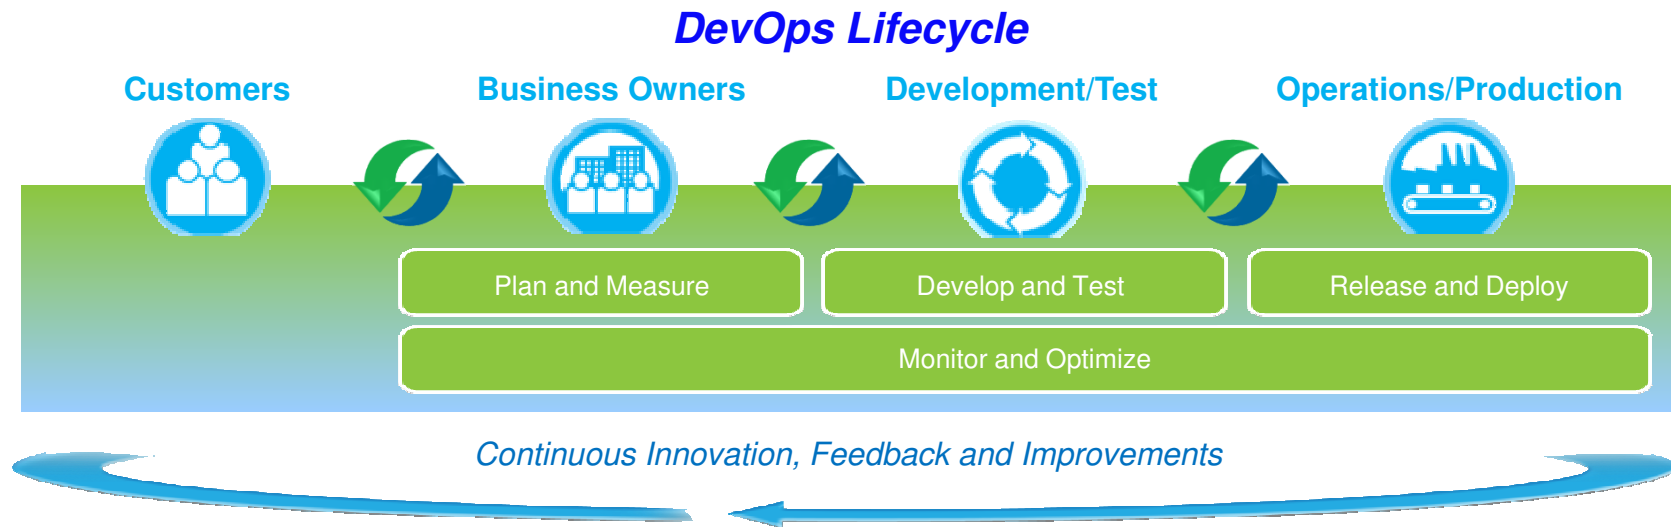 DevOps Lifecycle
Customers
Business Owners
Development/Test
Operations/Production
Plan and Measure
Develop and Test
Release and Deploy
Monitor and Optimize
Continuous Innovation, Feedback and Improvements